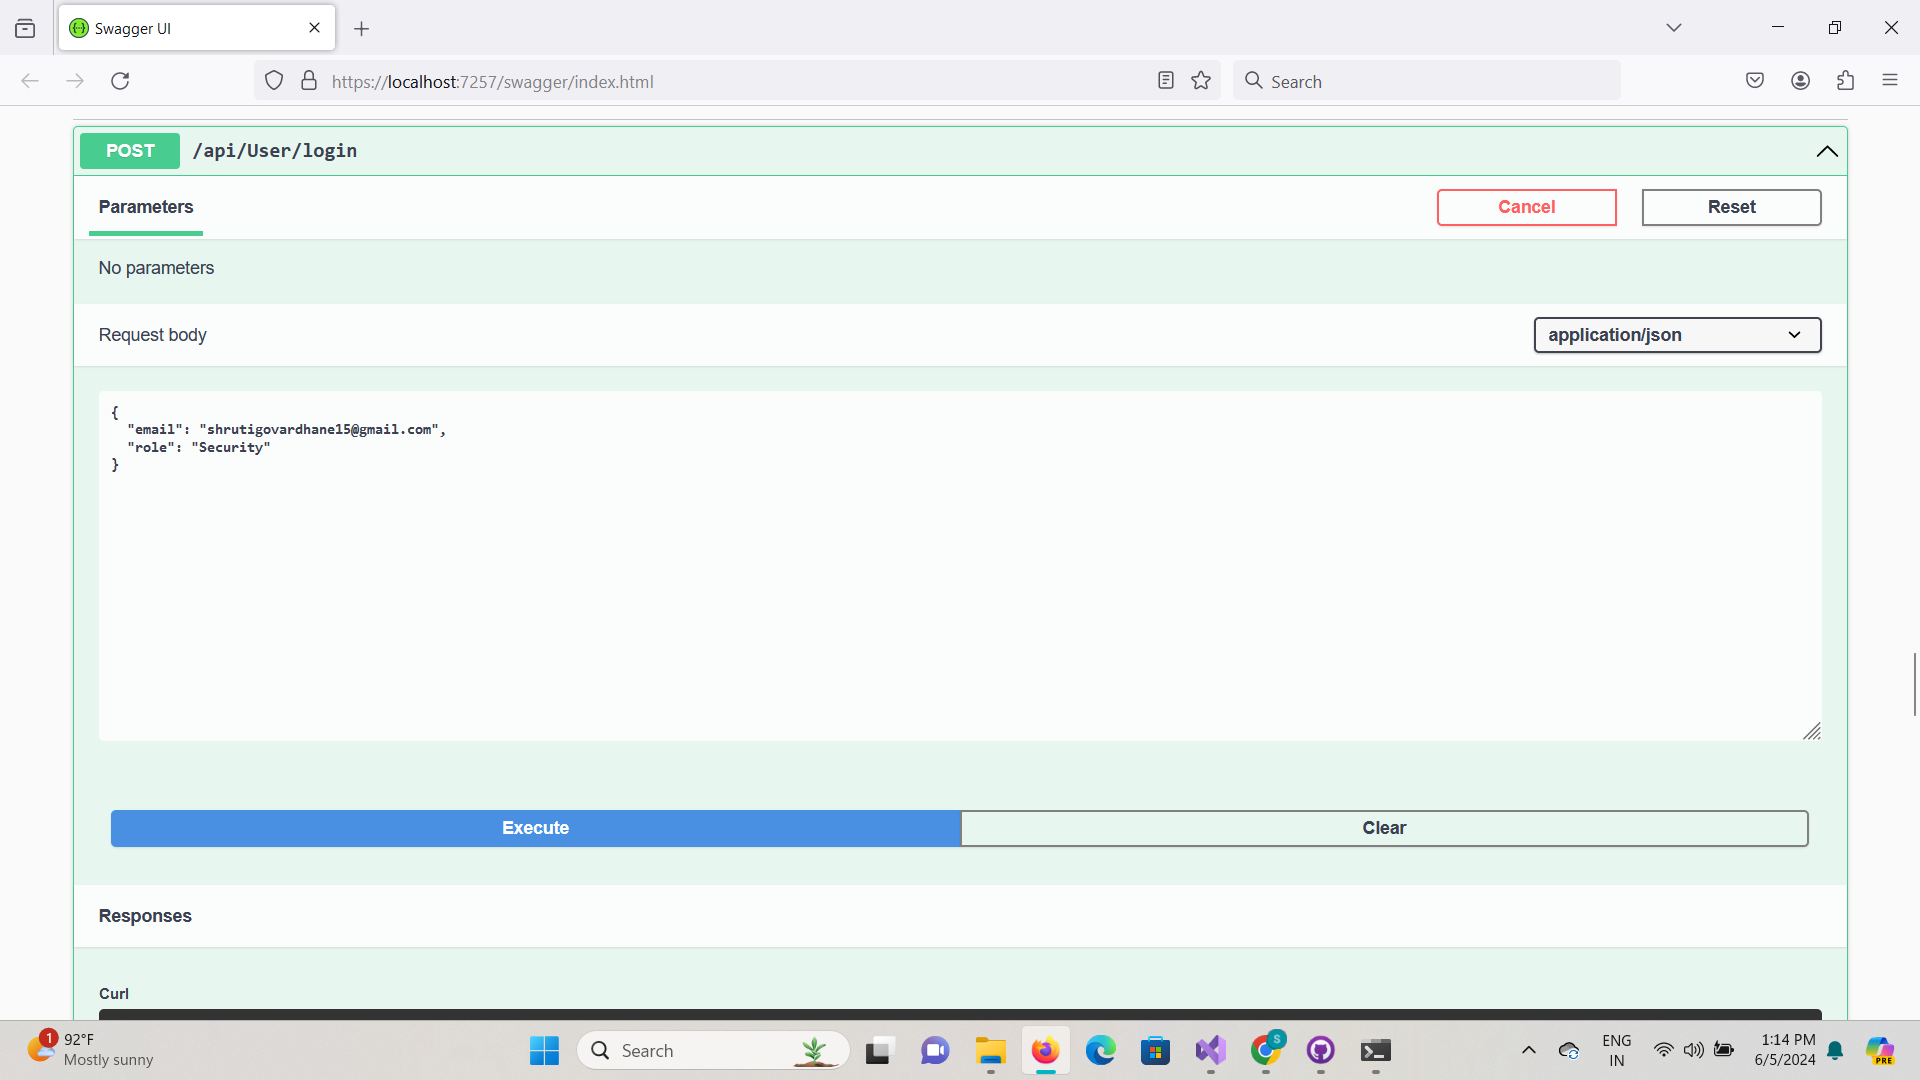 Swagger UI
https://localhost:7257/swagger/index.html
Search
POST /api/User/login
Parameters
Cancel
Reset
No parameters
Request body
application/json
{
"email": "shrutigovardhane15@gmail.com",
"role": "Security"
}
Execute
Clear
Responses
Curl
1
92°F
Mostly sunny
Search
S
ENG
IN
1:14 PM
6/5/2024
PRE